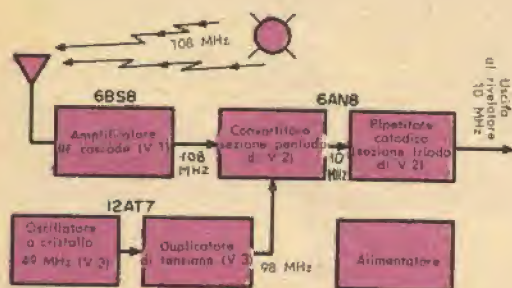 108 MHz
6BS8
6AN8
Amplificatore
RF cascode (V 1)
108
MHZ
Convertitore
(sezione pentodo
di V 2)
10
MHz
Ripetitore
catodico
(sezione triodo
di V 2)
Uscita
al rivelatore
10 MHz
12AT7
Oscillatore
a cristallo
49 MHz (V 3)
Duplicatore
di tensione (V 3)
98 MHz
Alimentatore